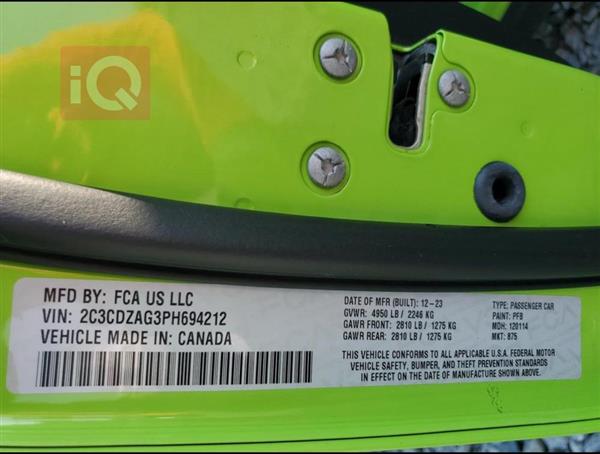 iQ
MFD BY: FCA US LLC
VIN: 2C3CDZAG3PH694212
VEHICLE MADE IN: CANADA
DATE OF MFR (BUILT): 12-23
GVWR: 4950 LB / 2246 KG
GAWR FRONT: 2810 LB / 1275 KG
GAWR REAR: 2810 LB / 1275 KG
TYPE: PASSENGER CAR
PAINT: PFB
MDH: 120114
MKT: 875
THIS VEHICLE CONFORMS TO ALL APPLICABLE U.S.A. FEDERAL MOTOR
VEHICLE SAFETY, BUMPER, AND THEFT PREVENTION STANDARDS
IN EFFECT ON THE DATE OF MANUFACTURE SHOWN ABOVE.